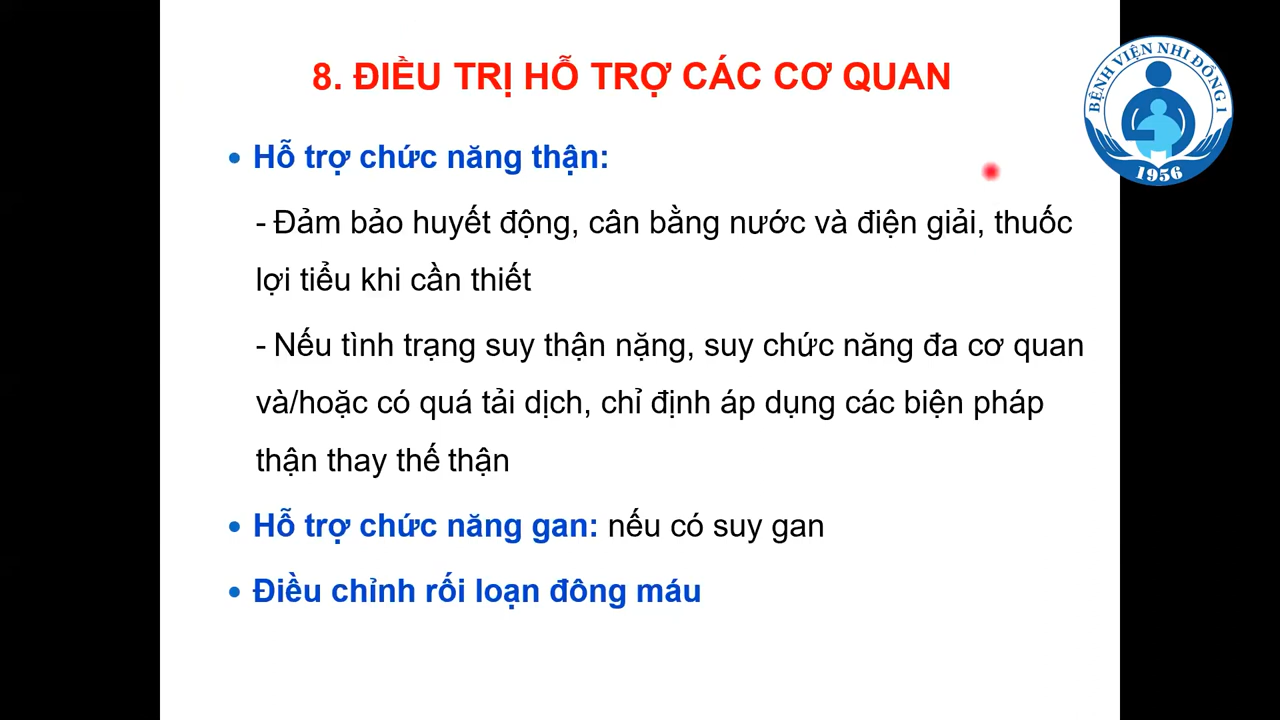 8. ĐIỀU TRỊ HỖ TRỢ CÁC CƠ QUAN
BỆNH VIỆN NHI ĐỒNG 1
1956
• Hỗ trợ chức năng thận:
- Đảm bảo huyết động, cân bằng nước và điện giải, thuốc
lợi tiểu khi cần thiết
- Nếu tình trạng suy thận nặng, suy chức năng đa cơ quan
và/hoặc có quá tải dịch, chỉ định áp dụng các biện pháp
thận thay thế thận
• Hỗ trợ chức năng gan: nếu có suy gan
• Điều chỉnh rối loạn đông máu